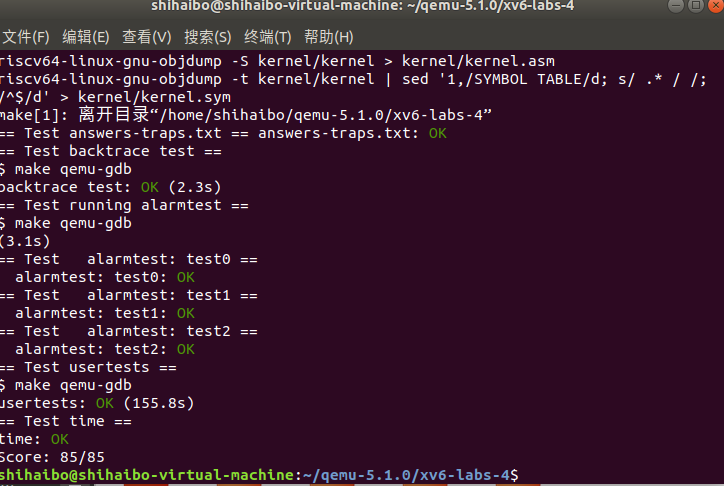 shihaibo@shihaibo-virtual-machine: ~/qemu-5.1.0/xv6-labs-4
文件(F) 编辑(E) 查看(V) 搜索(S) 终端(T) 帮助(H)
riscv64-linux-gnu-objdump -S kernel/kernel > kernel/kernel.asm
riscv64-linux-gnu-objdump -t kernel/kernel | sed '1,/SYMBOL TABLE/d; s/ .* / /;
/^$/d' > kernel/kernel.sym
make[1]: 离开目录“/home/shihaibo/qemu-5.1.0/xv6-labs-4”
== Test answers-traps.txt == answers-traps.txt: OK
== Test backtrace test ==
$ make qemu-gdb
backtrace test: OK (2.3s)
== Test running alarmtest ==
$ make qemu-gdb
(3.1s)
== Test   alarmtest: test0 ==
  alarmtest: test0: OK
== Test   alarmtest: test1 ==
  alarmtest: test1: OK
== Test   alarmtest: test2 ==
  alarmtest: test2: OK
== Test usertests ==
$ make qemu-gdb
usertests: OK (155.8s)
== Test time ==
time: OK
Score: 85/85
shihaibo@shihaibo-virtual-machine:~/qemu-5.1.0/xv6-labs-4$